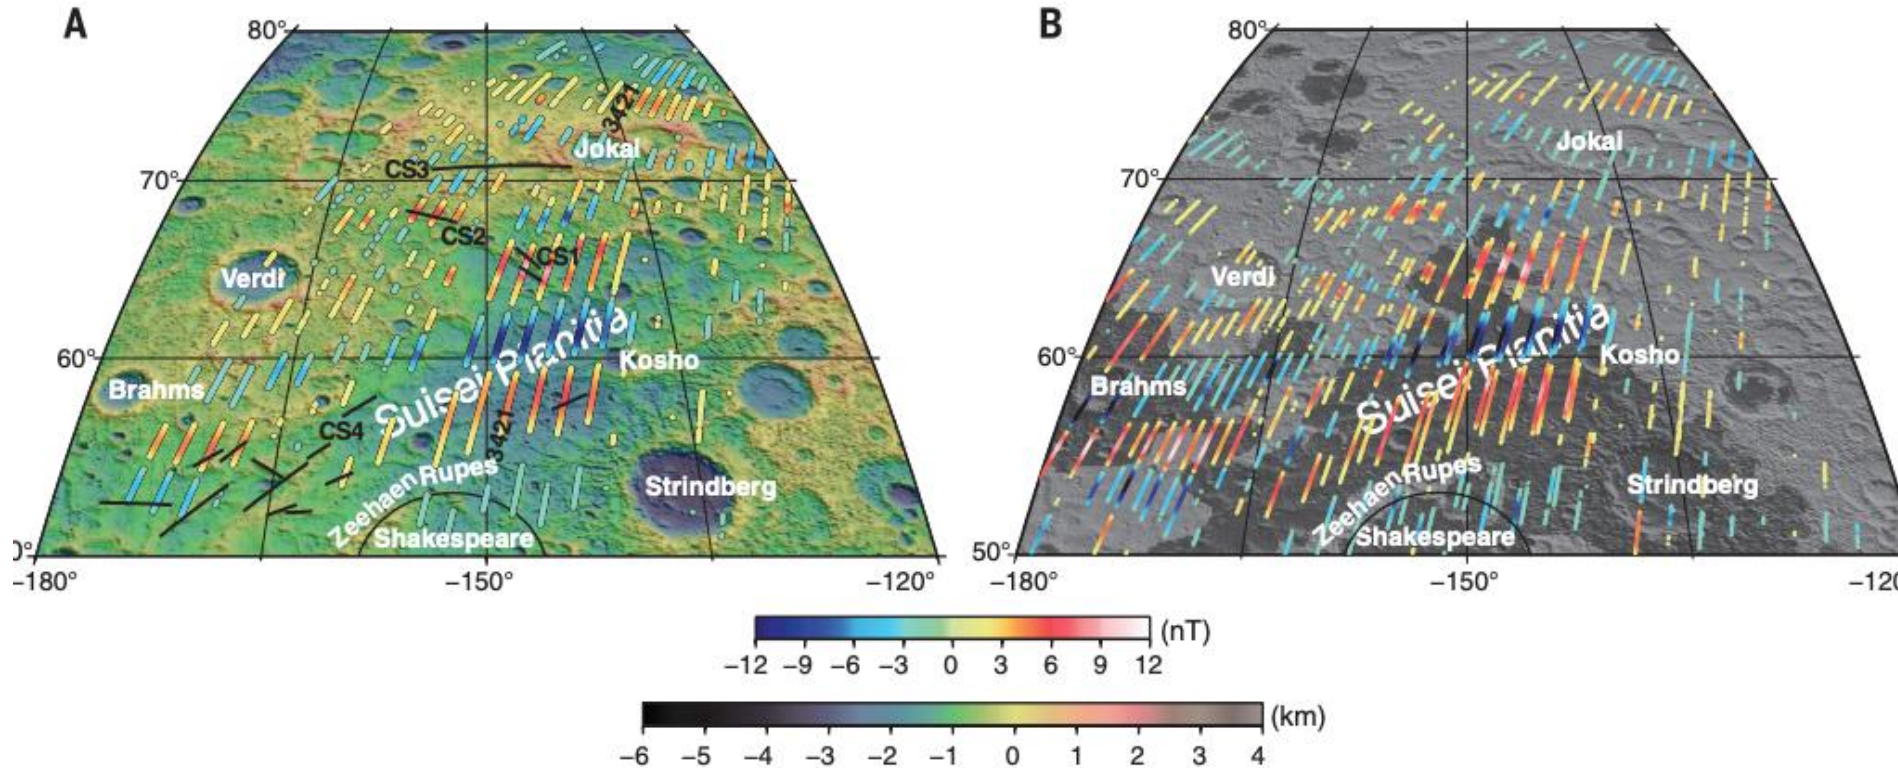 A
80°
3421
Jokai
CS3
70°
CS2
CS1
Verdi
Suisei Planitia
60°
Kosho
Brahms
CS4
3421
Zeehaen Rupes
Strindberg
Shakespeare
0°
−180°
−150°
−120°
B
80°
Jokai
70°
Verdi
Suisei Planitia
60°
Kosho
Brahms
Zeehaen Rupes
Strindberg
Shakespeare
50°
−180°
−150°
−120
(nT)
−12 −9 −6 −3 0 3 6 9 12
(km)
−6 −5 −4 −3 −2 −1 0 1 2 3 4